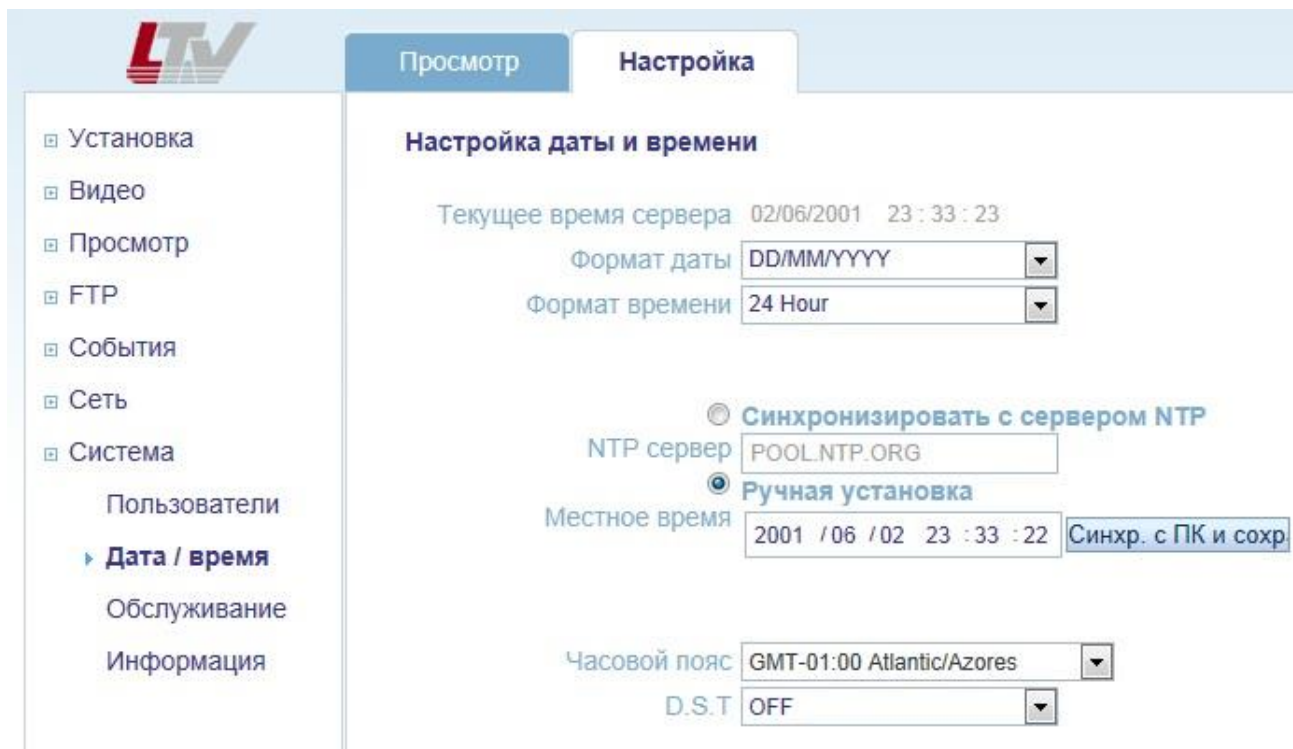 LTV
Просмотр
Настройка
Установка
Видео
Просмотр
FTP
События
Сеть
Система
Пользователи
Дата / время
Обслуживание
Информация
Настройка даты и времени
Текущее время сервера 02/06/2001 23 : 33 : 23
Формат даты DD/MM/YYYY
Формат времени 24 Hour
Синхронизировать с сервером NTP
NTP сервер POOL.NTP.ORG
Ручная установка
Местное время 2001 / 06 / 02 23 : 33 : 22 Синхр. с ПК и сохр
Часовой пояс GMT-01:00 Atlantic/Azores
D.S.T OFF